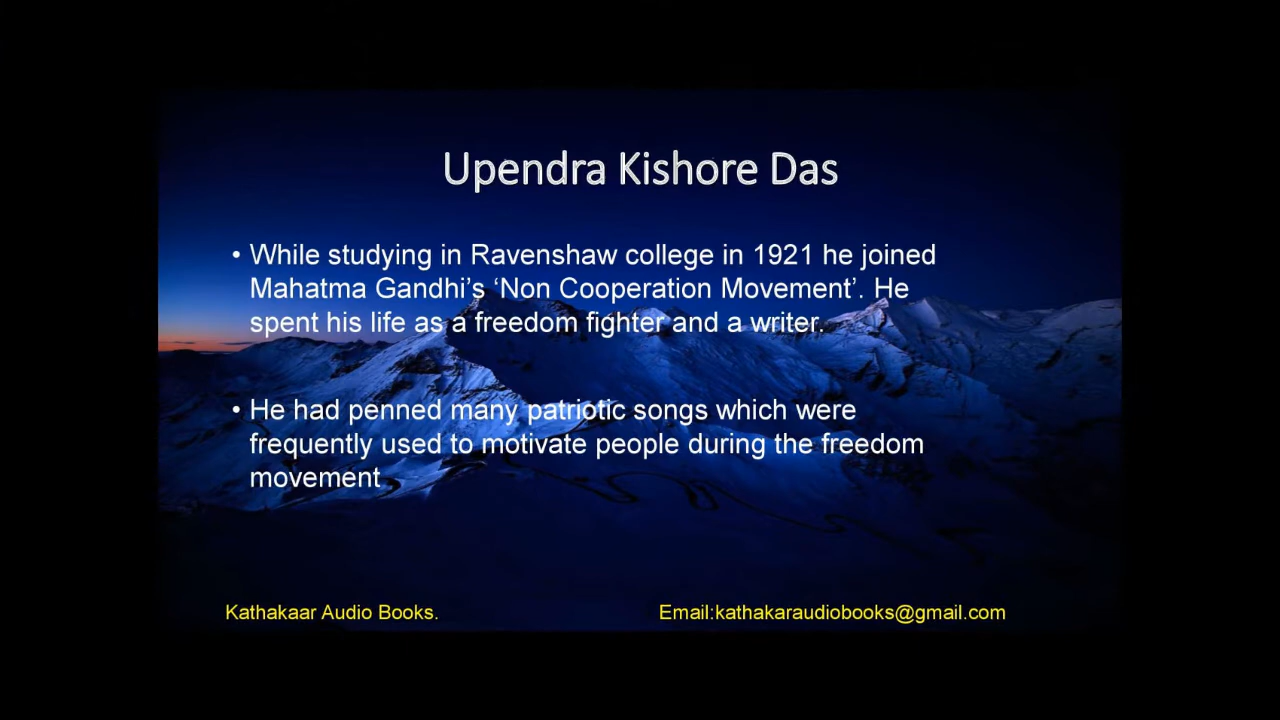 Upendra Kishore Das
• While studying in Ravenshaw college in 1921 he joined
Mahatma Gandhi’s ‘Non Cooperation Movement’. He
spent his life as a freedom fighter and a writer.
• He had penned many patriotic songs which were
frequently used to motivate people during the freedom
movement
Kathakaar Audio Books. Email:kathakaraudiobooks@gmail.com